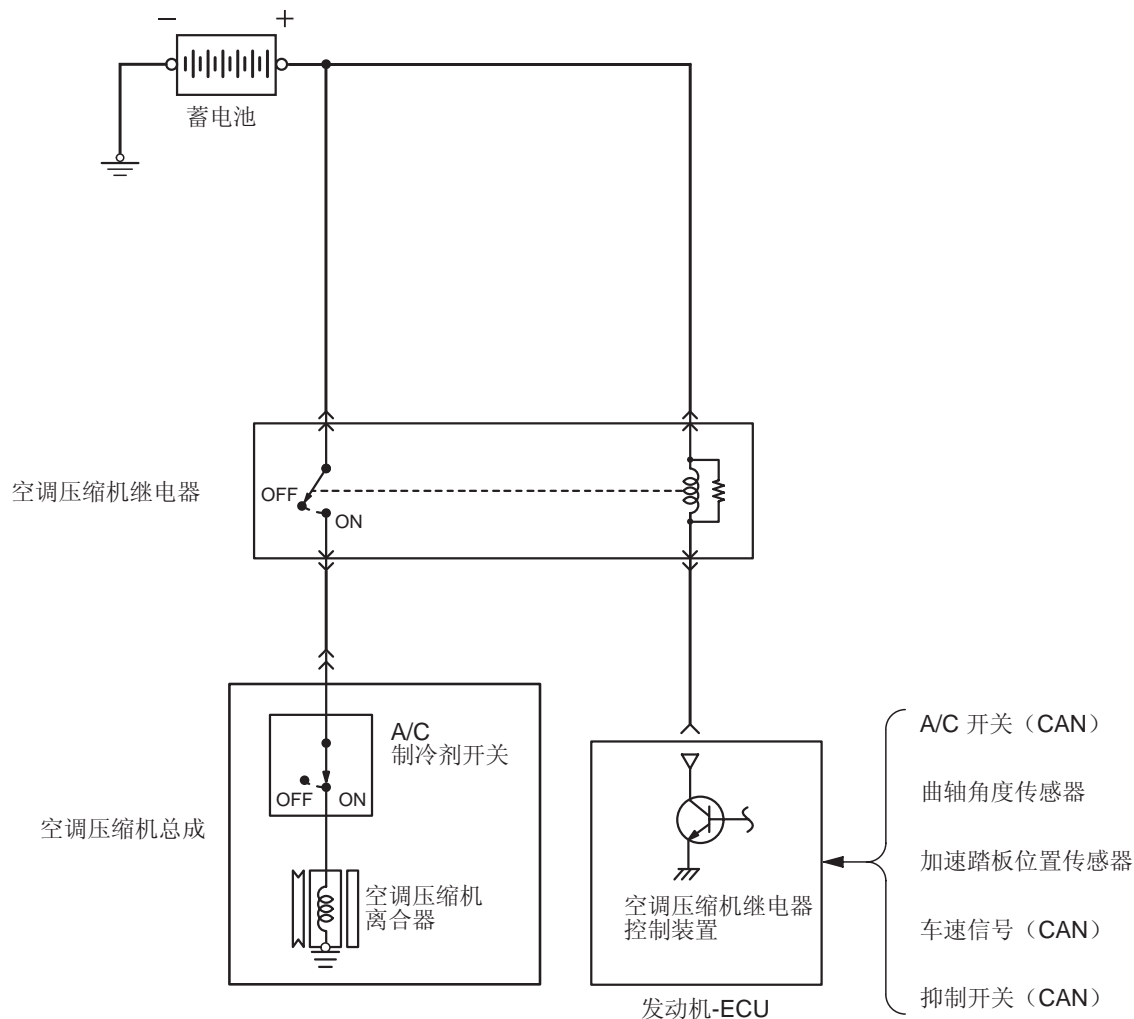 − +
蓄电池
空调压缩机继电器
OFF
ON
A/C
制冷剂开关
OFF ON
空调压缩机总成
空调压缩机
离合器
空调压缩机继电器
控制装置
发动机-ECU
A/C 开关（CAN）
曲轴角度传感器
加速踏板位置传感器
车速信号（CAN）
抑制开关（CAN）